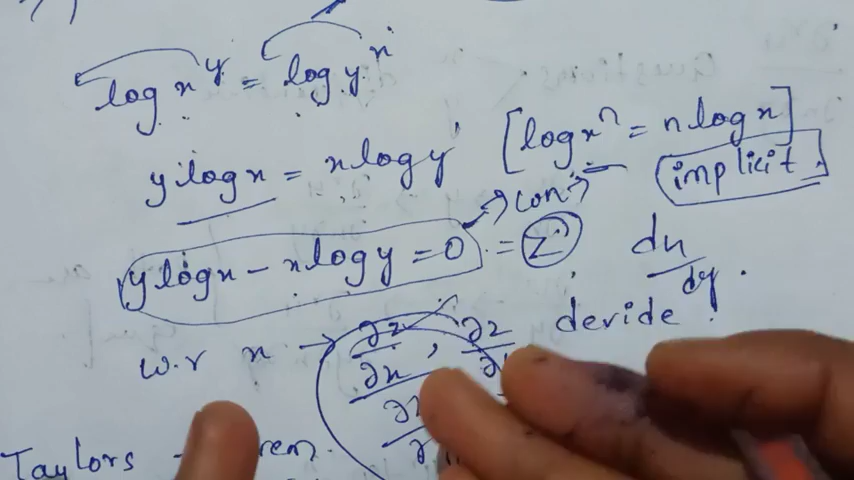 log x^y = log y^x
y log x = x log y [log x^n = n log x]
implicit
y log x - x log y = 0 = z con
dx/dy
w.r x → ∂z/∂x , ∂z/∂ devide
Taylors